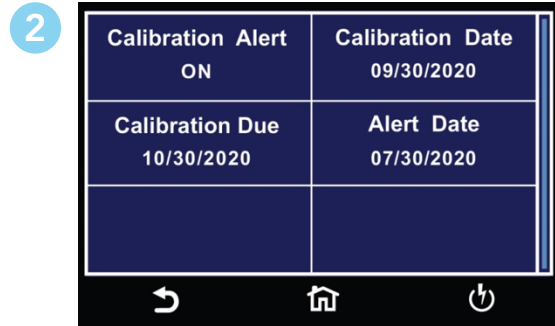 2
Calibration Alert
ON
Calibration Date
09/30/2020
Calibration Due
10/30/2020
Alert Date
07/30/2020